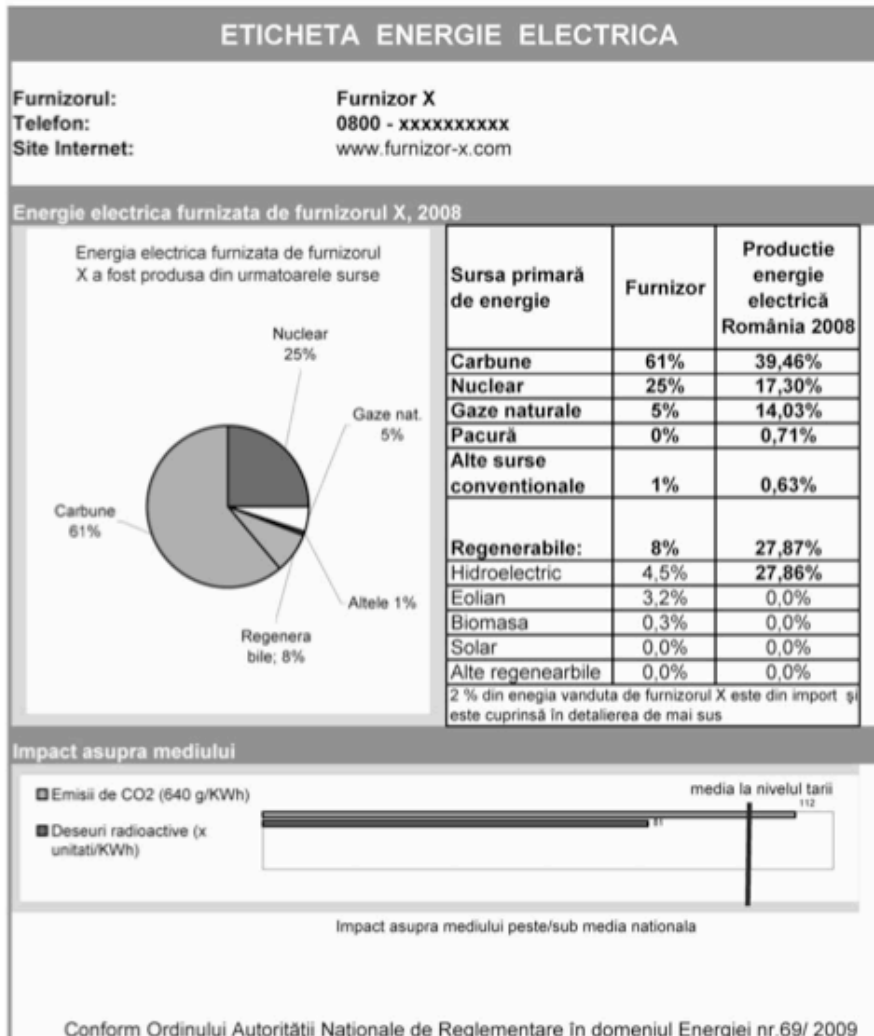 ETICHETA ENERGIE ELECTRICA
Furnizorul: Furnizor X
Telefon: 0800 - xxxxxxxxxx
Site Internet: www.furnizor-x.com
Energie electrica furnizata de furnizorul X, 2008
Energia electrica furnizata de furnizorul
X a fost produsa din urmatoarele surse
Nuclear
25%
Gaze nat.
5%
Carbune
61%
Altele 1%
Regenera
bile; 8%
Sursa primară
de energie
Furnizor
Productie
energie
electrică
România 2008
Carbune 61% 39,46%
Nuclear 25% 17,30%
Gaze naturale 5% 14,03%
Pacură 0% 0,71%
Alte surse
conventionale 1% 0,63%
Regenerabile: 8% 27,87%
Hidroelectric 4,5% 27,86%
Eolian 3,2% 0,0%
Biomasa 0,3% 0,0%
Solar 0,0% 0,0%
Alte regenearbile 0,0% 0,0%
2 % din enegia vanduta de furnizorul X este din import și
este cuprinsă în detalierea de mai sus
Impact asupra mediului
Emisii de CO2 (640 g/KWh)
Deseuri radioactive (x
unitati/KWh)
media la nivelul tarii
112
81
Impact asupra mediului peste/sub media nationala
Conform Ordinului Autorității Naționale de Reglementare în domeniul Energiei nr.69/ 2009